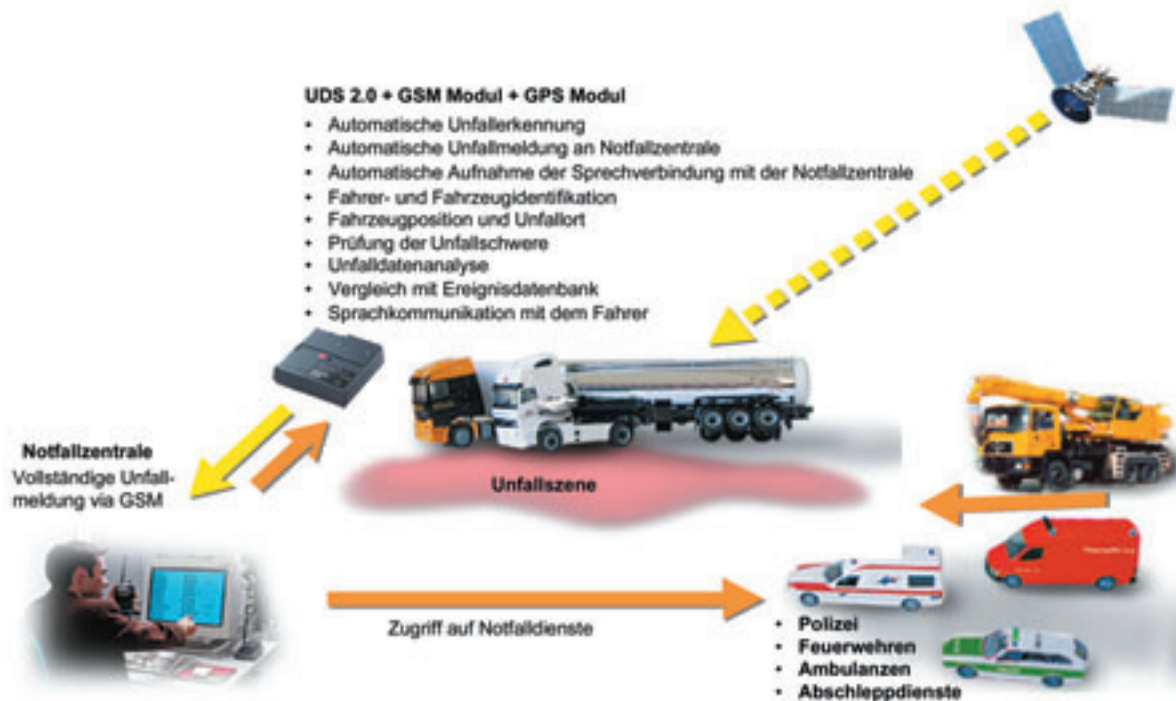 UDS 2.0 + GSM Modul + GPS Modul
• Automatische Unfallerkennung
• Automatische Unfallmeldung an Notfallzentrale
• Automatische Aufnahme der Sprechverbindung mit der Notfallzentrale
• Fahrer- und Fahrzeugidentifikation
• Fahrzeugposition und Unfallort
• Prüfung der Unfallschwere
• Unfalldatenanalyse
• Vergleich mit Ereignisdatenbank
• Sprachkommunikation mit dem Fahrer
Notfallzentrale
Vollständige Unfall-
meldung via GSM
Unfallszene
Zugriff auf Notfalldienste
• Polizei
• Feuerwehren
• Ambulanzen
• Abschleppdienste